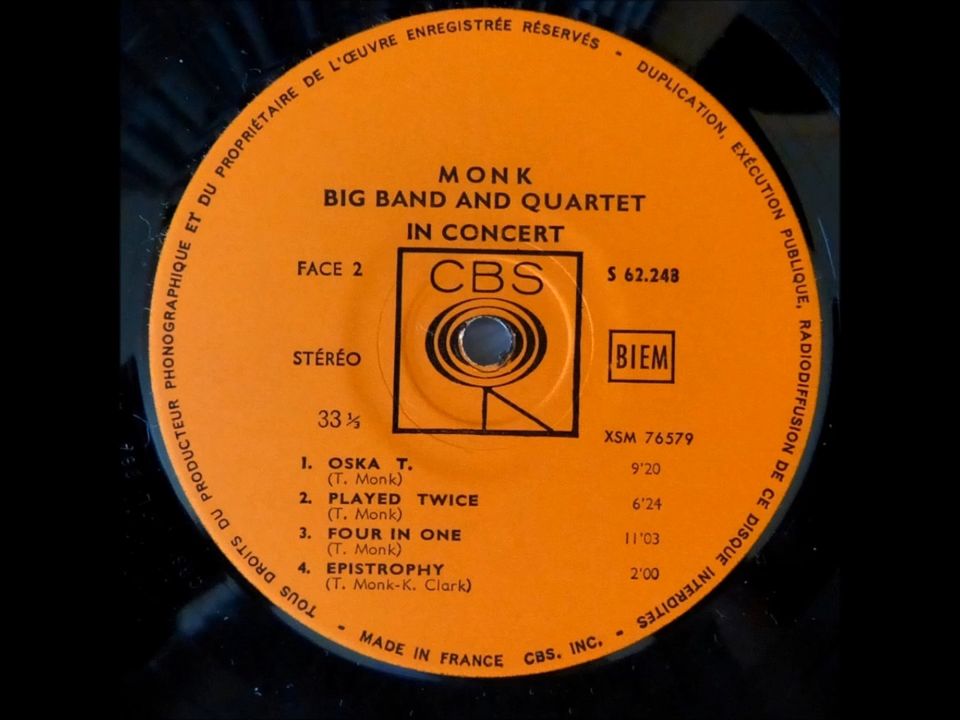 TOUS DROITS DU PRODUCTEUR PHONOGRAPHIQUE ET DU PROPRIÉTAIRE DE L'ŒUVRE ENREGISTRÉE RÉSERVÉS - DUPLICATION, EXÉCUTION PUBLIQUE, RADIODIFFUSION DE CE DISQUE INTERDITES - MADE IN FRANCE CBS. INC. -
MONK
BIG BAND AND QUARTET
IN CONCERT
FACE 2
CBS
S 62.248
STÉRÉO
BIEM
33 ⅓
XSM 76579
1. OSKA T. 9'20
(T. Monk)
2. PLAYED TWICE 6'24
(T. Monk)
3. FOUR IN ONE 11'03
(T. Monk)
4. EPISTROPHY 2'00
(T. Monk-K. Clark)